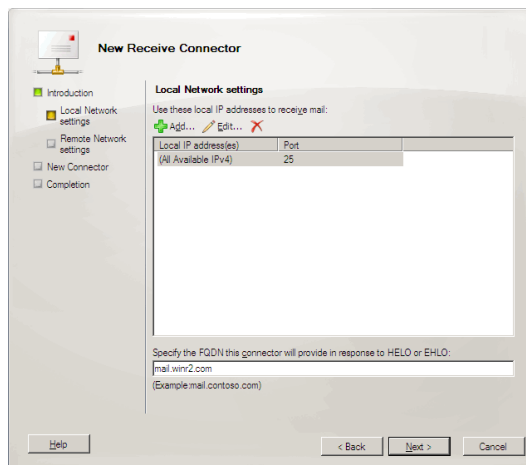 New Receive Connector
Introduction
Local Network
settings
Remote Network
settings
New Connector
Completion
Local Network settings
Use these local IP addresses to receive mail:
Add... Edit...
Local IP address(es) Port
(All Available IPv4) 25
Specify the FQDN this connector will provide in response to HELO or EHLO:
mail.winr2.com
(Example:mail.contoso.com)
Help < Back Next > Cancel